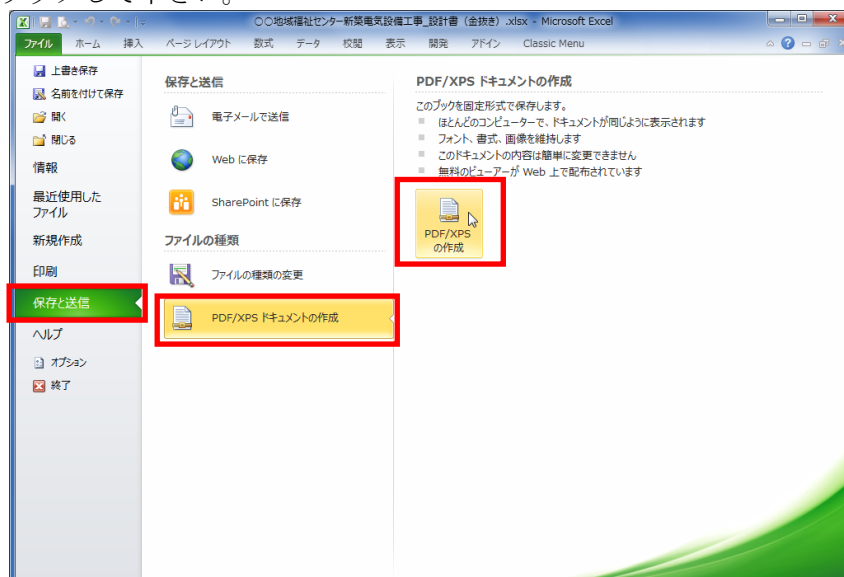 クリックして下さい。
〇〇地域福祉センター新築電気設備工事_設計書（金抜き）.xlsx - Microsoft Excel
ファイル ホーム 挿入 ページ レイアウト 数式 データ 校閲 表示 開発 アドイン Classic Menu
上書き保存
名前を付けて保存
開く
閉じる
情報
最近使用した
ファイル
新規作成
印刷
保存と送信
ヘルプ
オプション
終了
保存と送信
電子メールで送信
Web に保存
SharePoint に保存
ファイルの種類
ファイルの種類の変更
PDF/XPS ドキュメントの作成
PDF/XPS ドキュメントの作成
このブックを固定形式で保存します。
ほとんどのコンピューターで、ドキュメントが同じように表示されます
フォント、書式、画像を維持します
このドキュメントの内容は簡単に変更できません
無料のビューアーが Web 上で配布されています
PDF/XPS
の作成